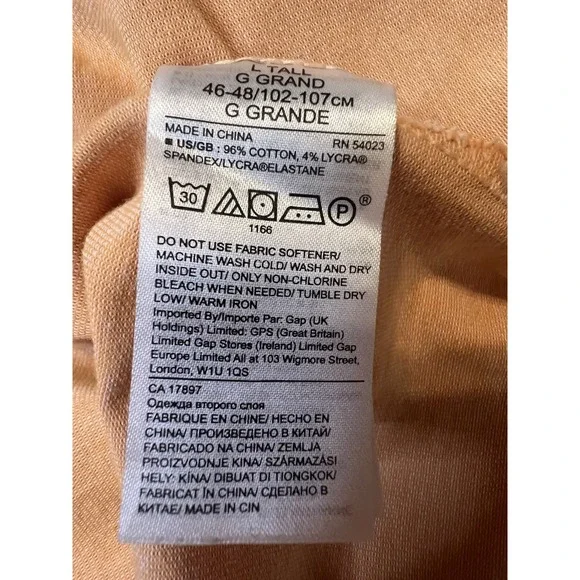 L TALL
G GRAND
46-48/102-107CM
G GRANDE
MADE IN CHINA RN 54023
■ US/GB : 96% COTTON, 4% LYCRA®
SPANDEX/LYCRA®ELASTANE
30 P ®
1166
DO NOT USE FABRIC SOFTENER/
MACHINE WASH COLD/ WASH AND DRY
INSIDE OUT/ ONLY NON-CHLORINE
BLEACH WHEN NEEDED/ TUMBLE DRY
LOW/ WARM IRON
Imported By/Importe Par: Gap (UK
Holdings) Limited: GPS (Great Britain)
Limited Gap Stores (Ireland) Limited Gap
Europe Limited All at 103 Wigmore Street,
London, W1U 1QS
CA 17897
Одежда второго слоя
FABRIQUE EN CHINE/ HECHO EN
CHINA/ ПРОИЗВЕДЕНО В КИТАЙ/
FABRICADO NA CHINA/ ZEMLJA
PROIZVODNJE KINA/ SZÁRMAZÁSI
HELY: KÍNA/ DIBUAT DI TIONGKOK/
FABRICAT ÎN CHINA/ СДЕЛАНО В
КИТАЕ/ MADE IN CIN